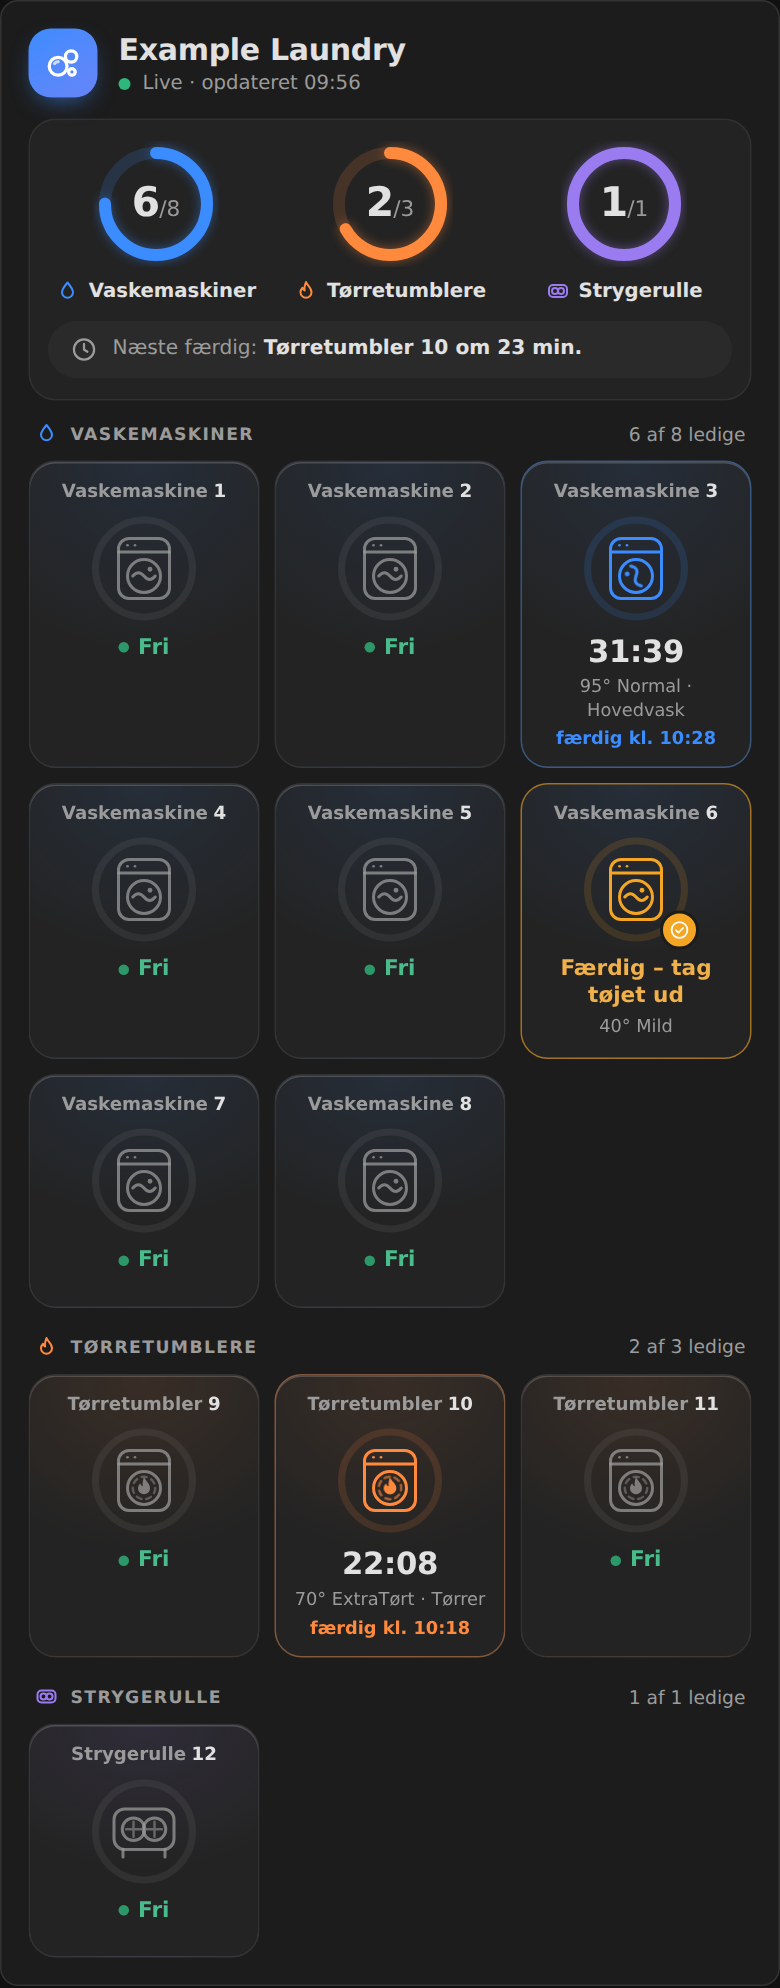 Example Laundry
Live · opdateret 09:56
6/8
2/3
1/1
Vaskemaskiner
Tørretumblere
Strygerulle
Næste færdig: Tørretumbler 10 om 23 min.
VASKEMASKINER
6 af 8 ledige
Vaskemaskine 1
Fri
Vaskemaskine 2
Fri
Vaskemaskine 3
31:39
95° Normal ·
Hovedvask
færdig kl. 10:28
Vaskemaskine 4
Fri
Vaskemaskine 5
Fri
Vaskemaskine 6
Færdig – tag
tøjet ud
40° Mild
Vaskemaskine 7
Fri
Vaskemaskine 8
Fri
TØRRETUMBLERE
2 af 3 ledige
Tørretumbler 9
Fri
Tørretumbler 10
22:08
70° ExtraTørt · Tørrer
færdig kl. 10:18
Tørretumbler 11
Fri
STRYGERULLE
1 af 1 ledige
Strygerulle 12
Fri